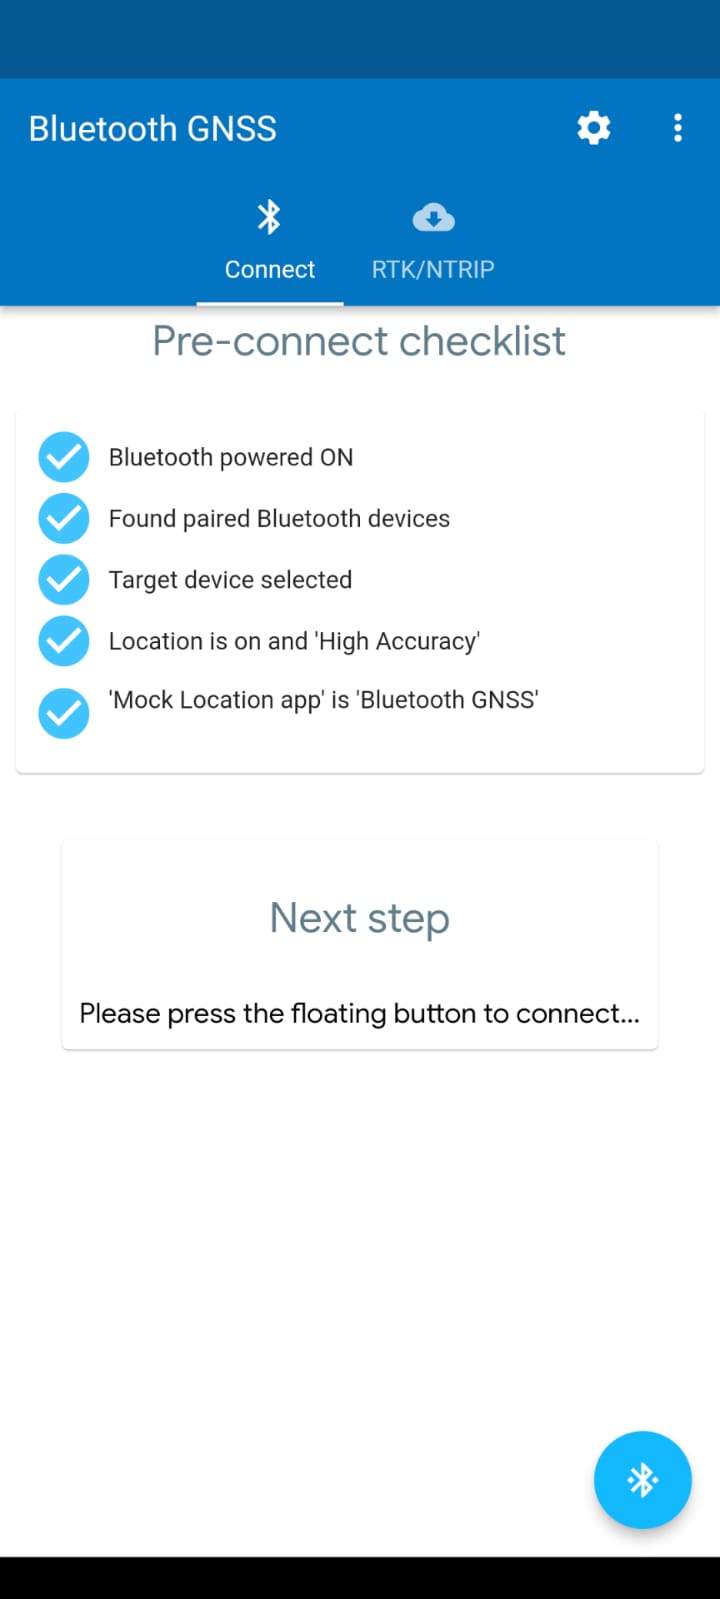 Bluetooth GNSS
Connect
RTK/NTRIP
Pre-connect checklist
Bluetooth powered ON
Found paired Bluetooth devices
Target device selected
Location is on and 'High Accuracy'
'Mock Location app' is 'Bluetooth GNSS'
Next step
Please press the floating button to connect...